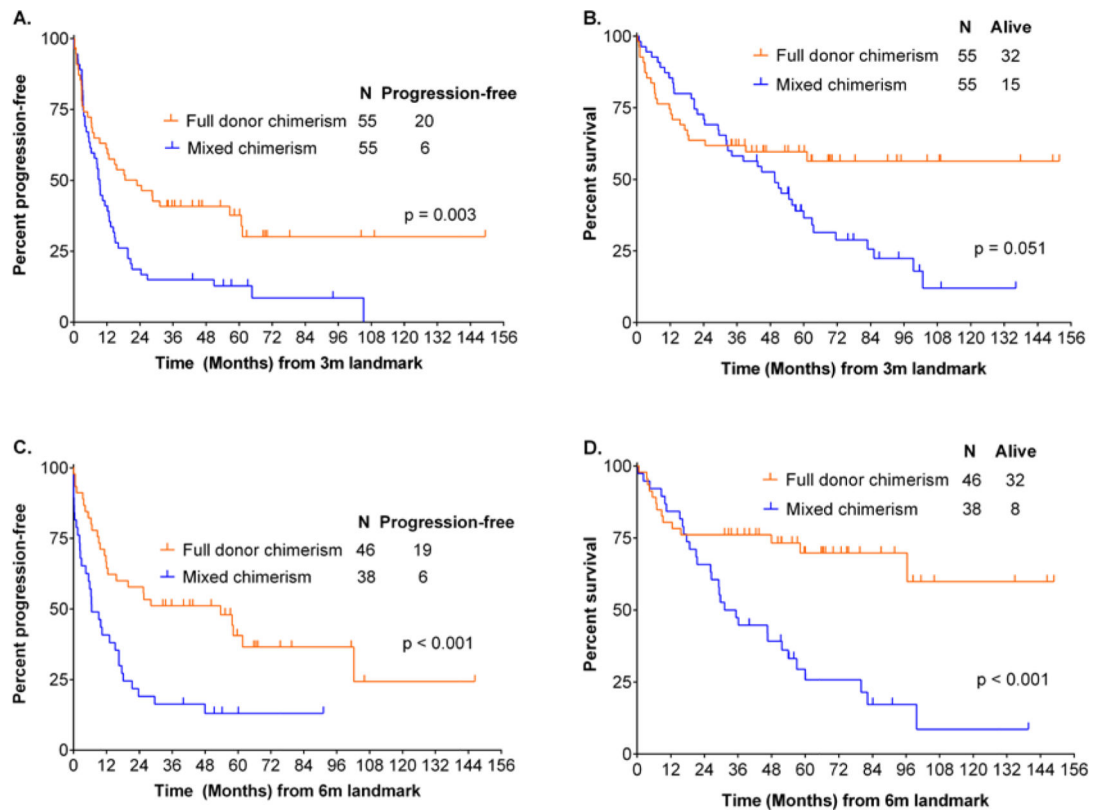 A.
Percent progression-free
100
75
50
25
0
N Progression-free
Full donor chimerism 55 20
Mixed chimerism 55 6
p = 0.003
0 12 24 36 48 60 72 84 96 108 120 132 144 156
Time (Months) from 3m landmark
B.
Percent survival
100
75
50
25
0
N Alive
Full donor chimerism 55 32
Mixed chimerism 55 15
p = 0.051
0 12 24 36 48 60 72 84 96 108 120 132 144 156
Time (Months) from 3m landmark
C.
Percent progression-free
100
75
50
25
0
N Progression-free
Full donor chimerism 46 19
Mixed chimerism 38 6
p < 0.001
0 12 24 36 48 60 72 84 96 108 120 132 144 156
Time (Months) from 6m landmark
D.
Percent survival
100
75
50
25
0
N Alive
Full donor chimerism 46 32
Mixed chimerism 38 8
p < 0.001
0 12 24 36 48 60 72 84 96 108 120 132 144 156
Time (Months) from 6m landmark